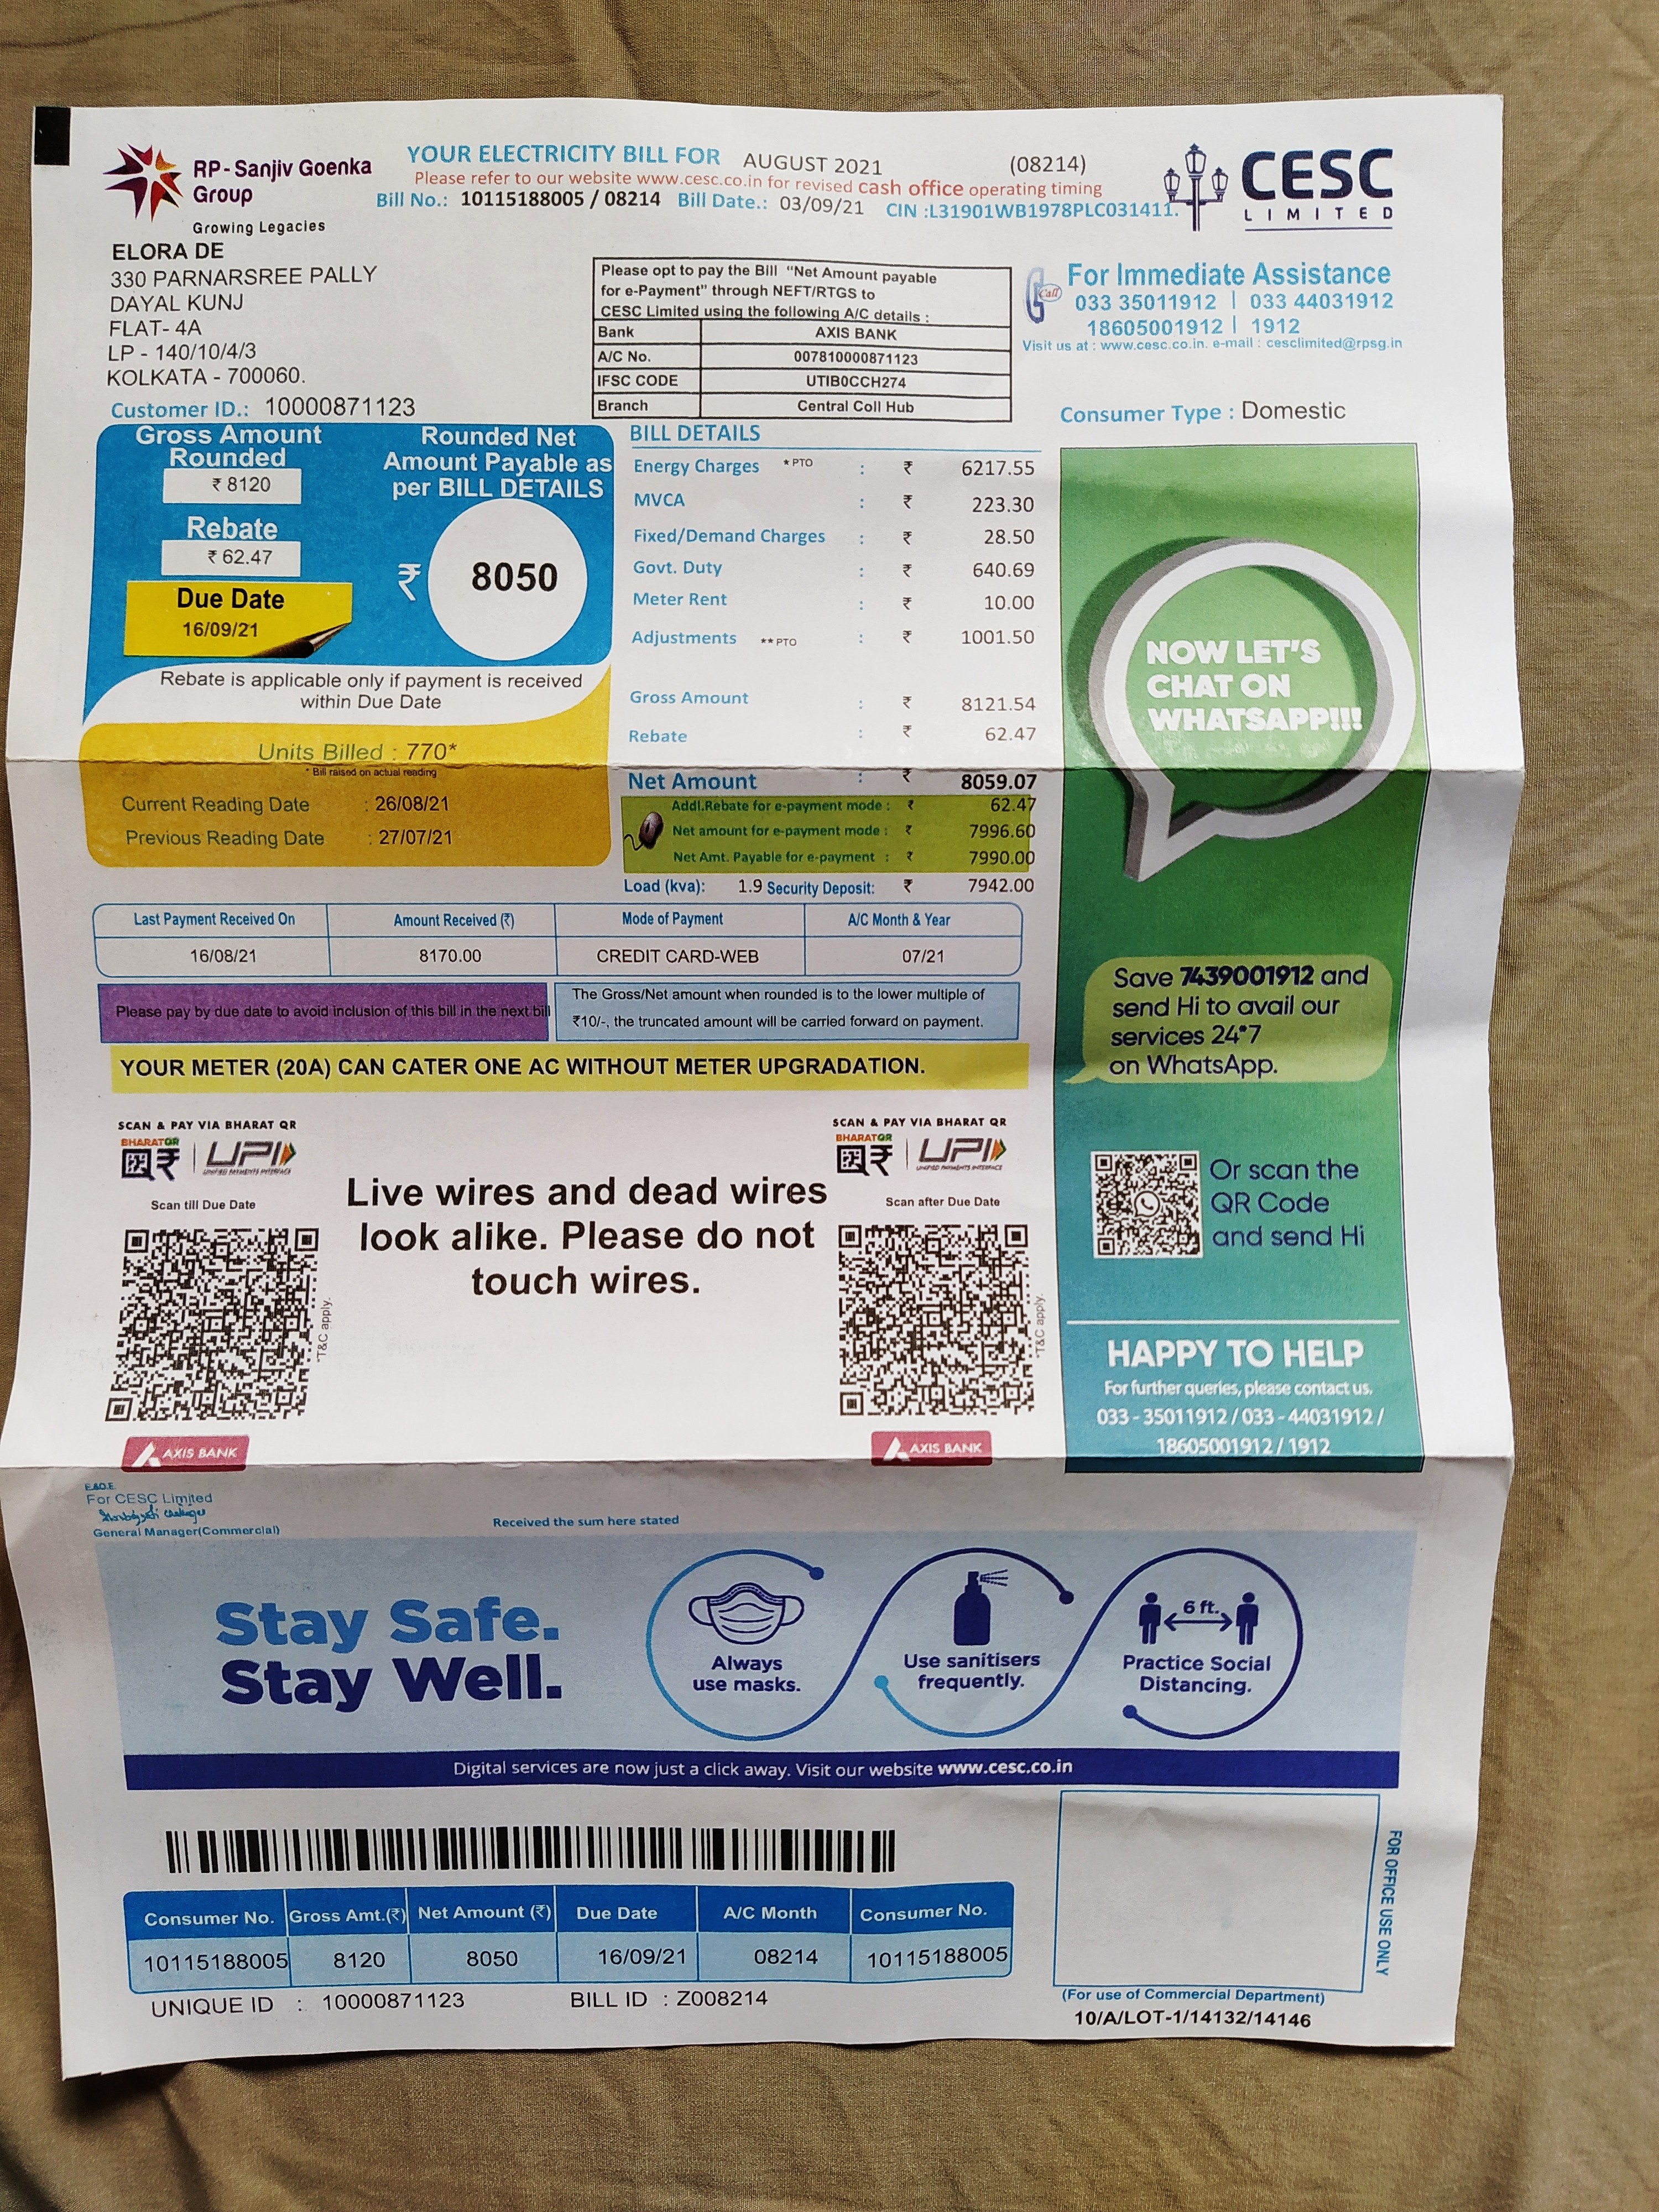 RP - Sanjiv Goenka
Group
Growing Legacies
YOUR ELECTRICITY BILL FOR AUGUST 2021 (08214)
Please refer to our website www.cesc.co.in for revised cash office operating timing
Bill No.: 10115188005 / 08214 Bill Date.: 03/09/21 CIN :L31901WB1978PLC031411.
CESC
LIMITED
ELORA DE
330 PARNARSREE PALLY
DAYAL KUNJ
FLAT- 4A
LP - 140/10/4/3
KOLKATA - 700060.
Customer ID.: 10000871123
Please opt to pay the Bill "Net Amount payable
for e-Payment" through NEFT/RTGS to
CESC Limited using the following A/C details :
Bank AXIS BANK
A/C No. 007810000871123
IFSC CODE UTIB0CCH274
Branch Central Coll Hub
Call
For Immediate Assistance
033 35011912 | 033 44031912
18605001912 | 1912
Visit us at : www.cesc.co.in. e-mail : cesclimited@rpsg.in
Consumer Type : Domestic
Gross Amount
Rounded
₹ 8120
Rebate
₹ 62.47
Due Date
16/09/21
Rounded Net
Amount Payable as
per BILL DETAILS
₹ 8050
Rebate is applicable only if payment is received
within Due Date
Units Billed : 770*
* Bill raised on actual reading
Current Reading Date : 26/08/21
Previous Reading Date : 27/07/21
BILL DETAILS
Energy Charges * PTO : ₹ 6217.55
MVCA : ₹ 223.30
Fixed/Demand Charges : ₹ 28.50
Govt. Duty : ₹ 640.69
Meter Rent : ₹ 10.00
Adjustments ** PTO : ₹ 1001.50
Gross Amount : ₹ 8121.54
Rebate : ₹ 62.47
Net Amount : ₹ 8059.07
Addl.Rebate for e-payment mode : ₹ 62.47
Net amount for e-payment mode : ₹ 7996.60
Net Amt. Payable for e-payment : ₹ 7990.00
Load (kva): 1.9 Security Deposit: ₹ 7942.00
Last Payment Received On Amount Received (₹) Mode of Payment A/C Month & Year
16/08/21 8170.00 CREDIT CARD-WEB 07/21
Please pay by due date to avoid inclusion of this bill in the next bill
The Gross/Net amount when rounded is to the lower multiple of
₹10/-, the truncated amount will be carried forward on payment.
YOUR METER (20A) CAN CATER ONE AC WITHOUT METER UPGRADATION.
NOW LET'S
CHAT ON
WHATSAPP!!!
Save 7439001912 and
send Hi to avail our
services 24*7
on WhatsApp.
Or scan the
QR Code
and send Hi
HAPPY TO HELP
For further queries, please contact us.
033 - 35011912 / 033 - 44031912 /
18605001912 / 1912
SCAN & PAY VIA BHARAT QR
BHARATQR UPI
UNIFIED PAYMENTS INTERFACE
Scan till Due Date
*T&C apply.
AXIS BANK
Live wires and dead wires
look alike. Please do not
touch wires.
SCAN & PAY VIA BHARAT QR
BHARATQR UPI
UNIFIED PAYMENTS INTERFACE
Scan after Due Date
*T&C apply.
AXIS BANK
E.&O.E.
For CESC Limited
General Manager(Commercial)
Received the sum here stated
Stay Safe.
Stay Well.
Always
use masks.
Use sanitisers
frequently.
6 ft.
Practice Social
Distancing.
Digital services are now just a click away. Visit our website www.cesc.co.in
Consumer No. Gross Amt.(₹) Net Amount (₹) Due Date A/C Month Consumer No.
10115188005 8120 8050 16/09/21 08214 10115188005
UNIQUE ID : 10000871123 BILL ID : Z008214
FOR OFFICE USE ONLY
(For use of Commercial Department)
10/A/LOT-1/14132/14146